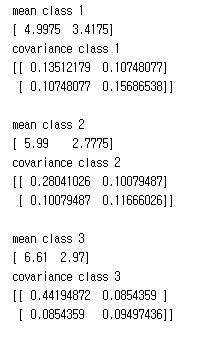 mean class 1
[ 4.9975  3.4175]
covariance class 1
[[ 0.13512179  0.10748077]
 [ 0.10748077  0.15686538]]
mean class 2
[ 5.99    2.7775]
covariance class 2
[[ 0.28041026  0.10079487]
 [ 0.10079487  0.11666026]]
mean class 3
[ 6.61  2.97]
covariance class 3
[[ 0.44194872  0.0854359 ]
 [ 0.0854359   0.09497436]]